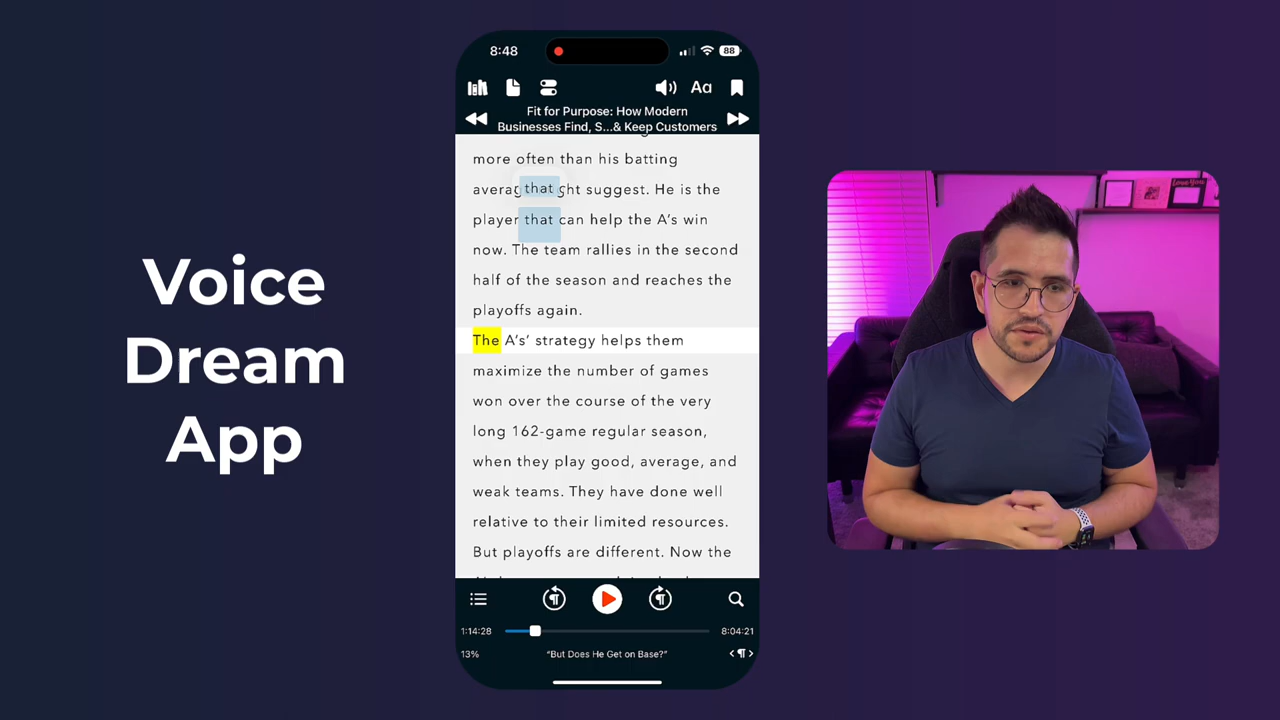 Voice
Dream
App
8:48
88
Aa
Fit for Purpose: How Modern
Businesses Find, S...& Keep Customers
more often than his batting
averag that ght suggest. He is the
player that can help the A’s win
now. The team rallies in the second
half of the season and reaches the
playoffs again.
The A’s’ strategy helps them
maximize the number of games
won over the course of the very
long 162-game regular season,
when they play good, average, and
weak teams. They have done well
relative to their limited resources.
But playoffs are different. Now the
1:14:28
8:04:21
13%
“But Does He Get on Base?”
< ¶ >
Love You